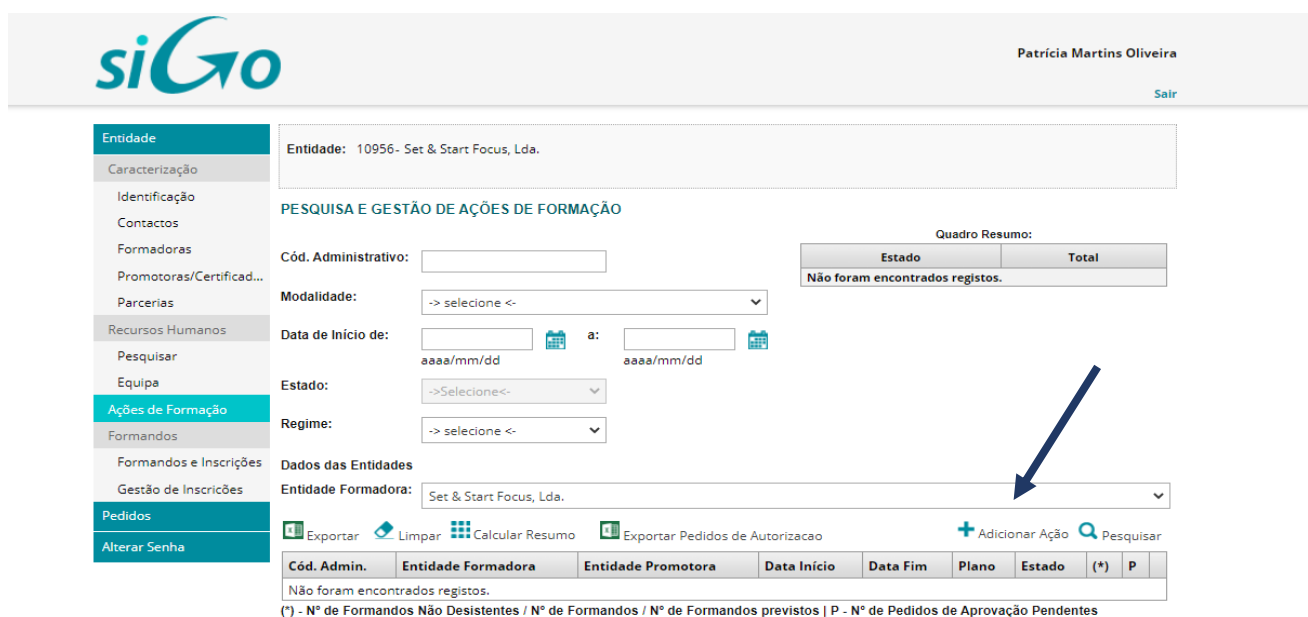 siGo
Patrícia Martins Oliveira
Sair
Entidade
Caracterização
Identificação
Contactos
Formadoras
Promotoras/Certificad...
Parcerias
Recursos Humanos
Pesquisar
Equipa
Ações de Formação
Formandos
Formandos e Inscrições
Gestão de Inscricões
Pedidos
Alterar Senha
Entidade: 10956- Set & Start Focus, Lda.
PESQUISA E GESTÃO DE AÇÕES DE FORMAÇÃO
Quadro Resumo:
Estado Total
Não foram encontrados registos.
Cód. Administrativo:
Modalidade: -> selecione <-
Data de Início de: a:
aaaa/mm/dd aaaa/mm/dd
Estado: ->Selecione<-
Regime: -> selecione <-
Dados das Entidades
Entidade Formadora: Set & Start Focus, Lda.
Exportar Limpar Calcular Resumo Exportar Pedidos de Autorizacao Adicionar Ação Pesquisar
Cód. Admin. Entidade Formadora Entidade Promotora Data Início Data Fim Plano Estado (*) P
Não foram encontrados registos.
(*) - Nº de Formandos Não Desistentes / Nº de Formandos / Nº de Formandos previstos | P - Nº de Pedidos de Aprovação Pendentes